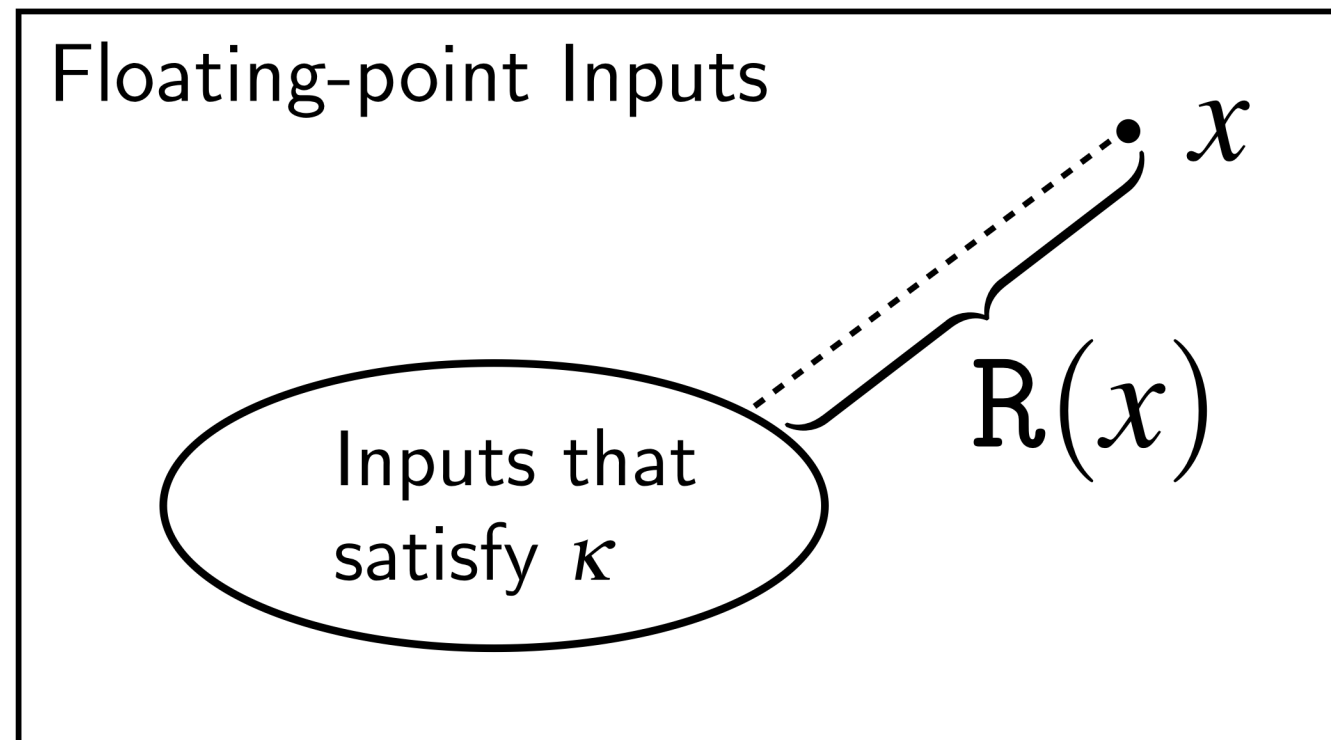 Floating-point Inputs
x
R(x)
Inputs that
satisfy κ